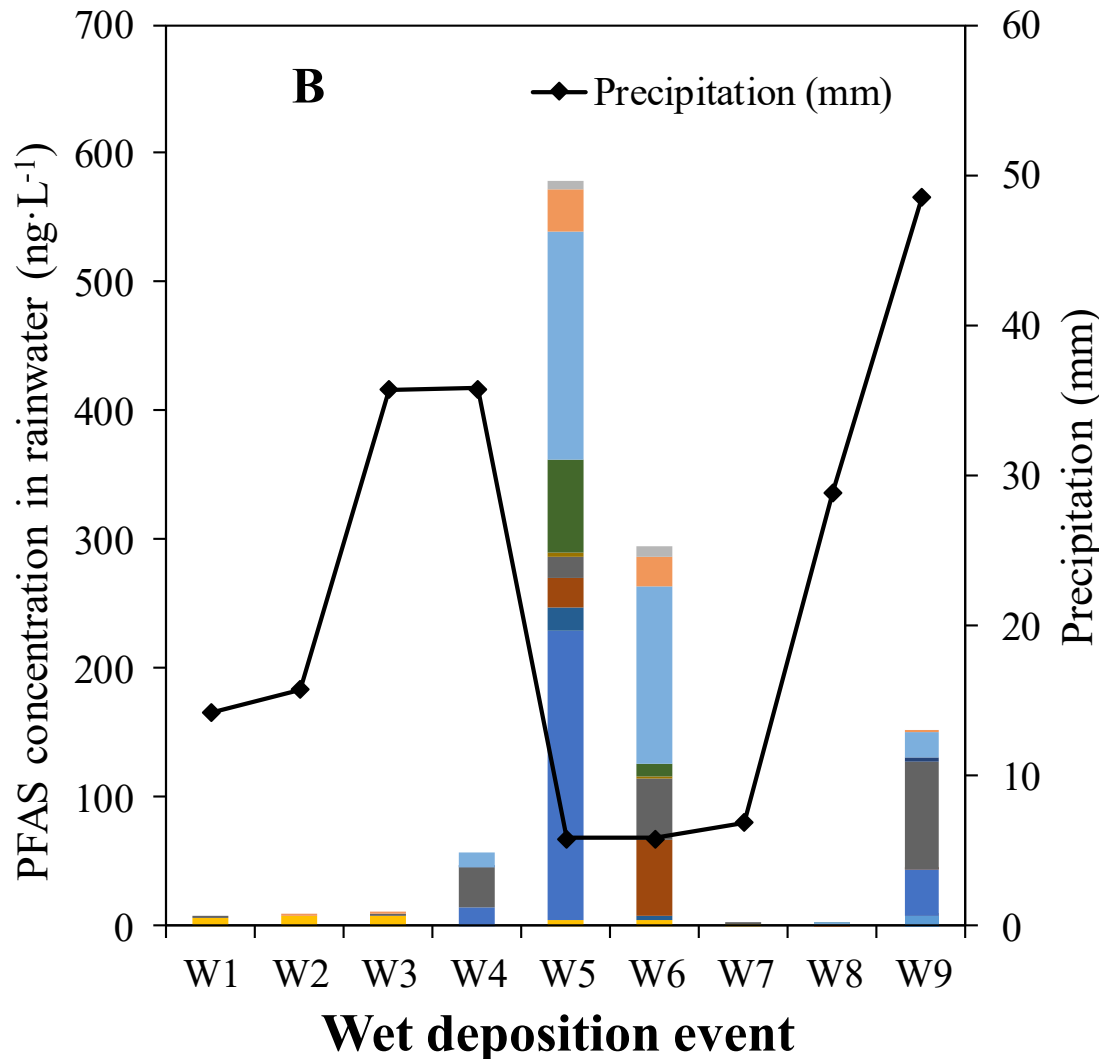 B
Precipitation (mm)
PFAS concentration in rainwater (ng·L-1)
700
600
500
400
300
200
100
0
60
50
40
30
20
10
0
Precipitation (mm)
W1 W2 W3 W4 W5 W6 W7 W8 W9
Wet deposition event